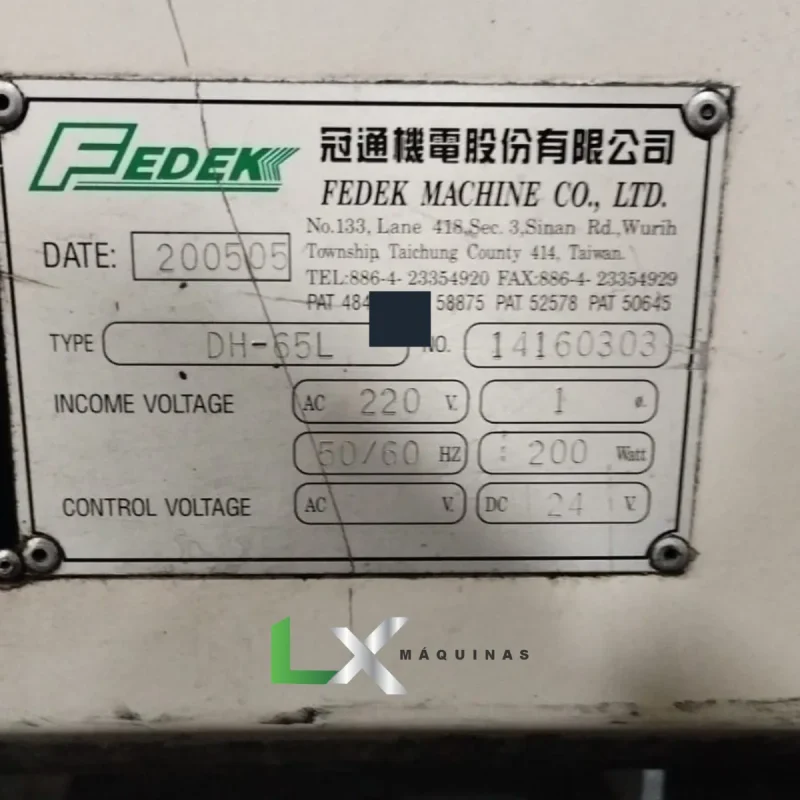 FEDEK 冠通機電股份有限公司
FEDEK MACHINE CO., LTD.
No.133, Lane 418,Sec. 3,Sinan Rd.,Wurih
Township Taichung County 414, Taiwan.
DATE: 200505
TEL:886-4- 23354920 FAX:886-4- 23354929
PAT 58875 PAT 52578 PAT 50645
TYPE DH-65L NO. 14160303
INCOME VOLTAGE AC 220 V. 1 ø.
50/60 HZ 200 Watt
CONTROL VOLTAGE AC V. DC 24 V.
LX MÁQUINAS